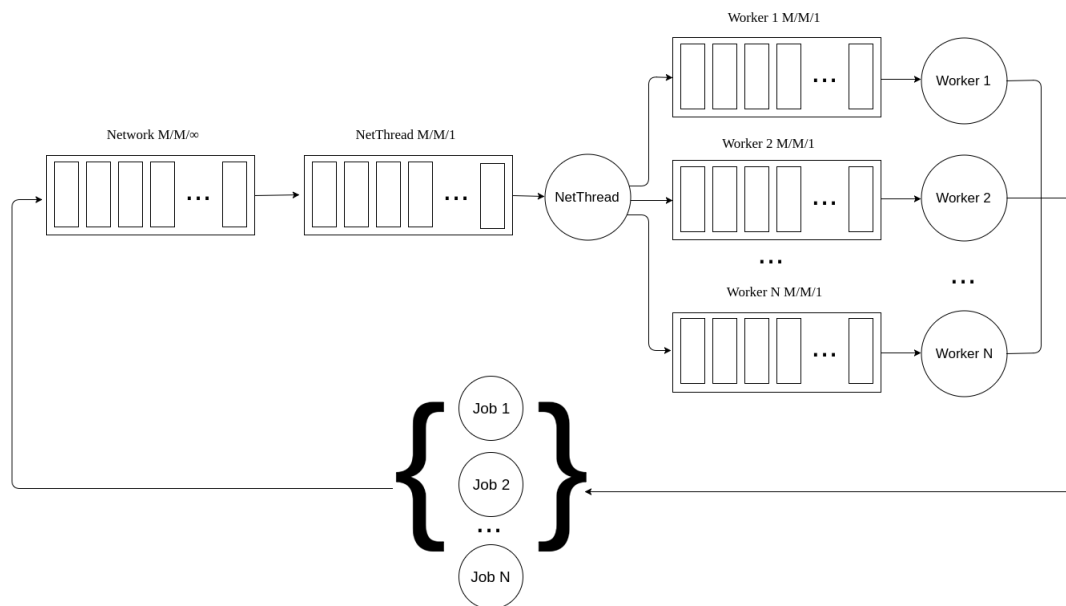 Worker 1 M/M/1
Worker 1
Network M/M/∞
NetThread M/M/1
NetThread
Worker 2 M/M/1
Worker 2
...
...
Worker N M/M/1
Worker N
Job 1
Job 2
...
Job N